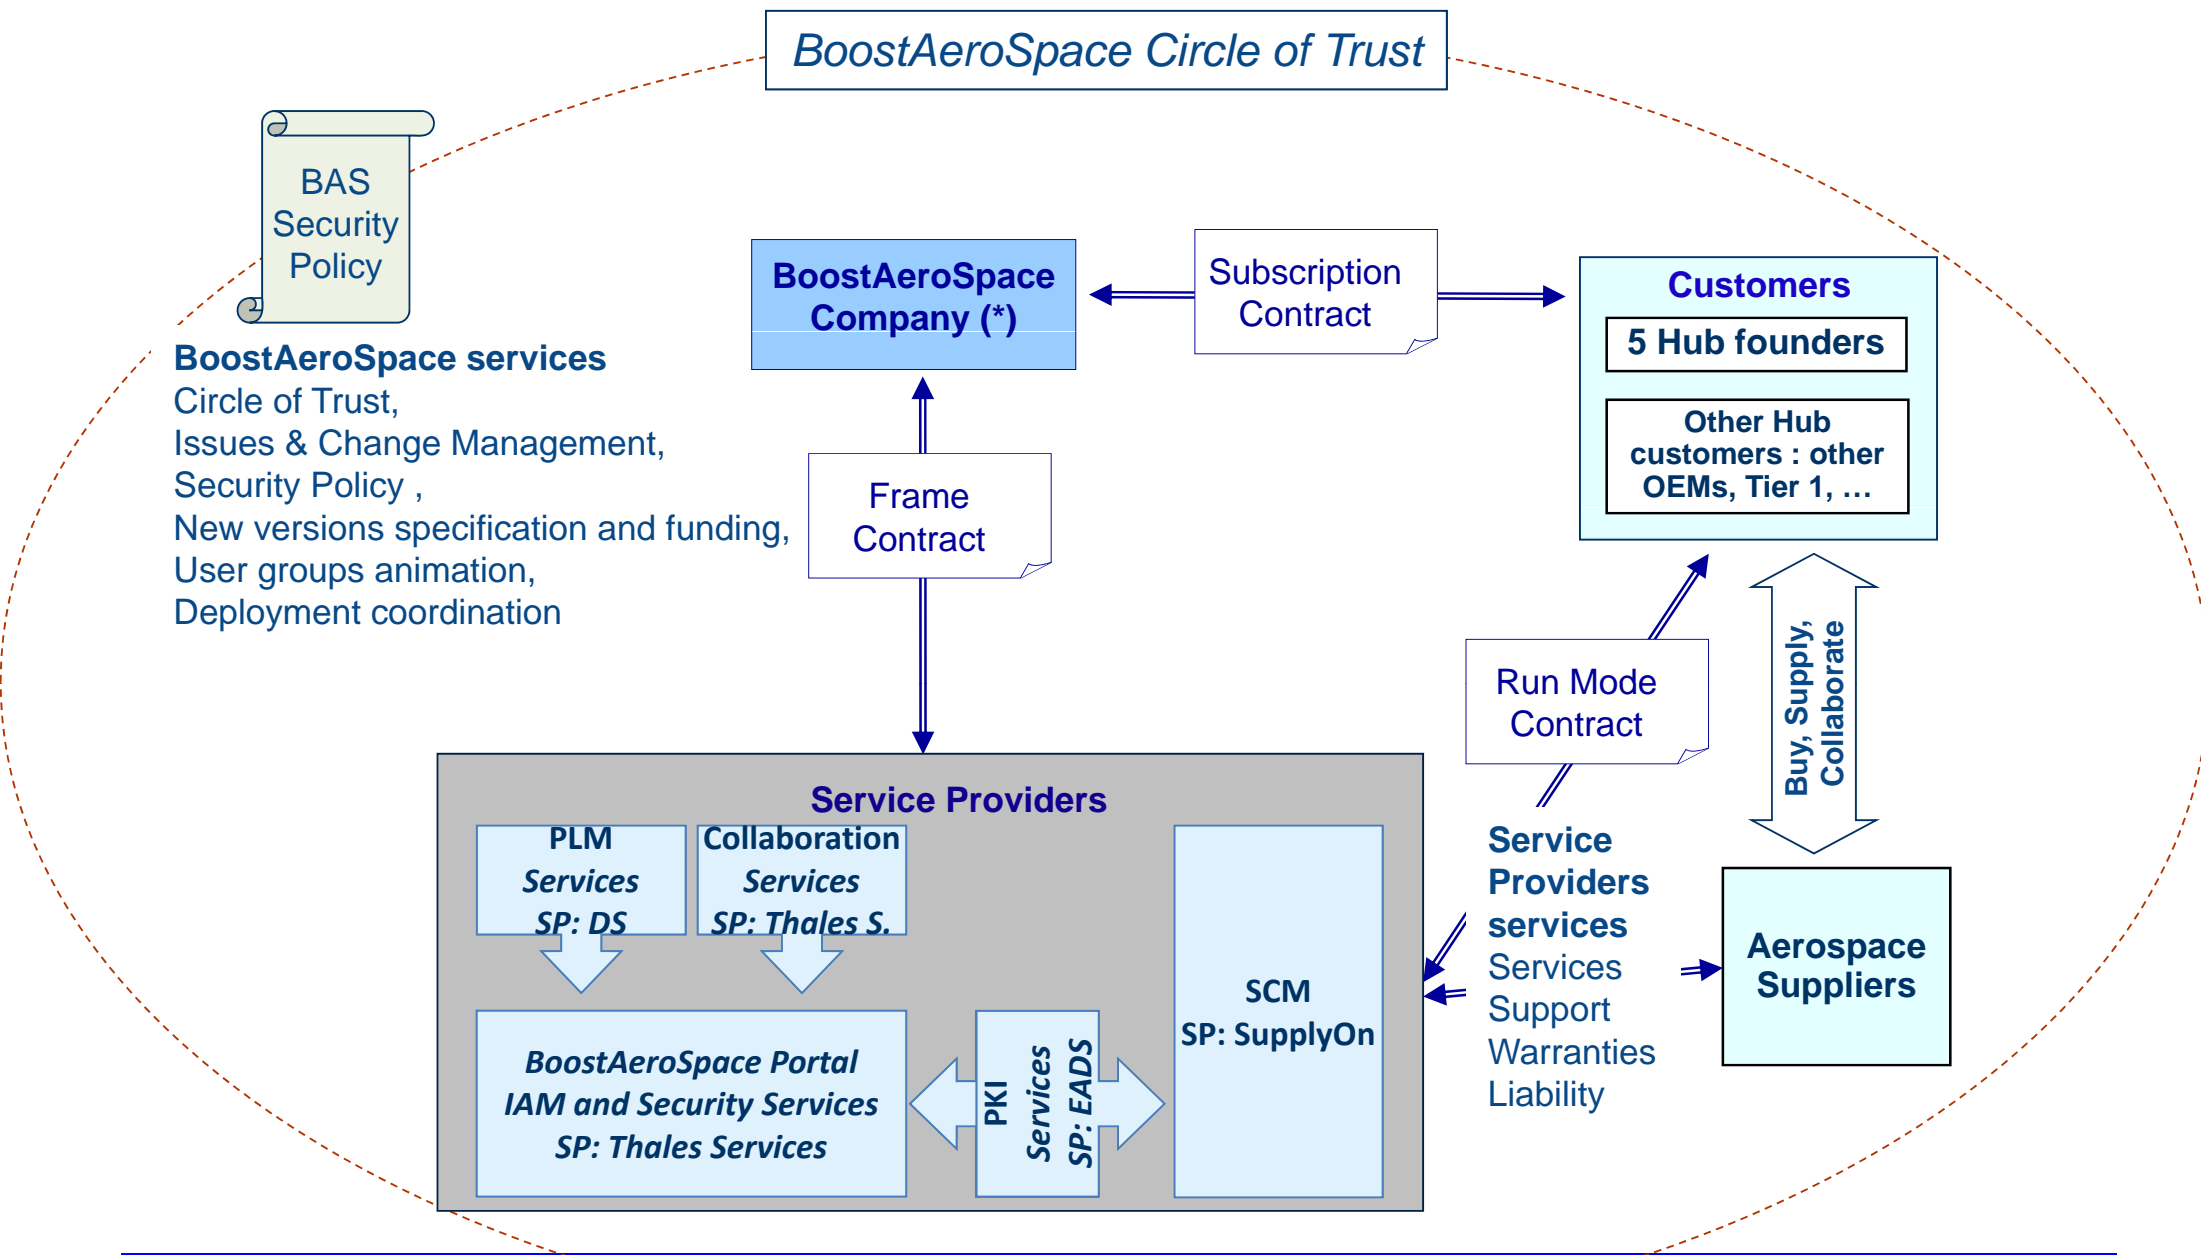 BoostAeroSpace Circle of Trust
BAS
Security
Policy
BoostAeroSpace services
Circle of Trust,
Issues & Change Management,
Security Policy ,
New versions specification and funding,
User groups animation,
Deployment coordination
BoostAeroSpace
Company (*)
Subscription
Contract
Customers
5 Hub founders
Other Hub
customers : other
OEMs, Tier 1, …
Frame
Contract
Run Mode
Contract
Buy, Supply,
Collaborate
Service Providers
PLM
Services
SP: DS
Collaboration
Services
SP: Thales S.
BoostAeroSpace Portal
IAM and Security Services
SP: Thales Services
PKI
Services
SP: EADS
SCM
SP: SupplyOn
Service
Providers
services
Services
Support
Warranties
Liability
Aerospace
Suppliers